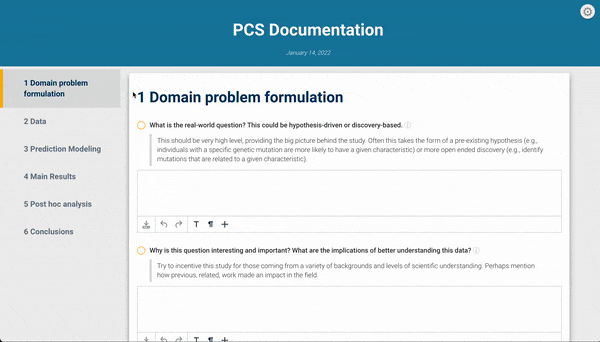 PCS Documentation
January 14, 2022
1 Domain problem
formulation
2 Data
3 Prediction Modeling
4 Main Results
5 Post hoc analysis
6 Conclusions
1 Domain problem formulation
What is the real-world question? This could be hypothesis-driven or discovery-based.
This should be very high level, providing the big picture behind the study. Often this takes the form of a pre-existing hypothesis (e.g.,
individuals with a specific genetic mutation are more likely to have a given characteristic) or more open ended discovery (e.g., identify
mutations that are related to a given characteristic).
T ¶ +
Why is this question interesting and important? What are the implications of better understanding this data?
Try to incentive this study for those coming from a variety of backgrounds and levels of scientific understanding. Perhaps mention
how previous, related, work made an impact in the field.
T ¶ +